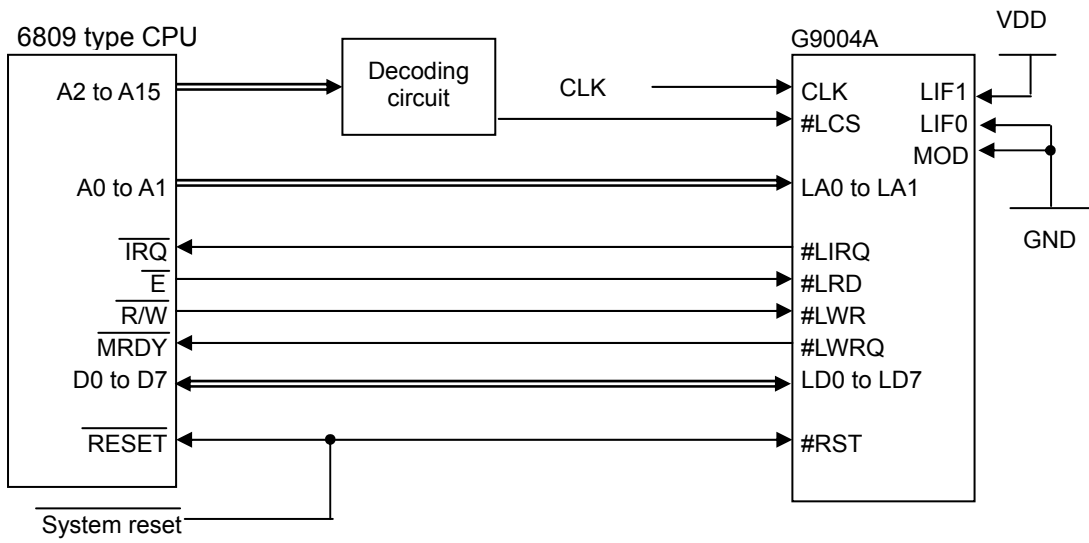 VDD
6809 type CPU
G9004A
Decoding
circuit
A2 to A15
CLK
CLK
LIF1
#LCS
LIF0
MOD
A0 to A1
LA0 to LA1
GND
IRQ
#LIRQ
E
#LRD
R/W
#LWR
MRDY
#LWRQ
D0 to D7
LD0 to LD7
RESET
#RST
System reset